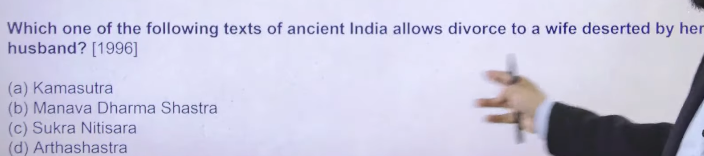 Which one of the following texts of ancient India allows divorce to a wife deserted by her
husband? [1996]
(a) Kamasutra
(b) Manava Dharma Shastra
(c) Sukra Nitisara
(d) Arthashastra